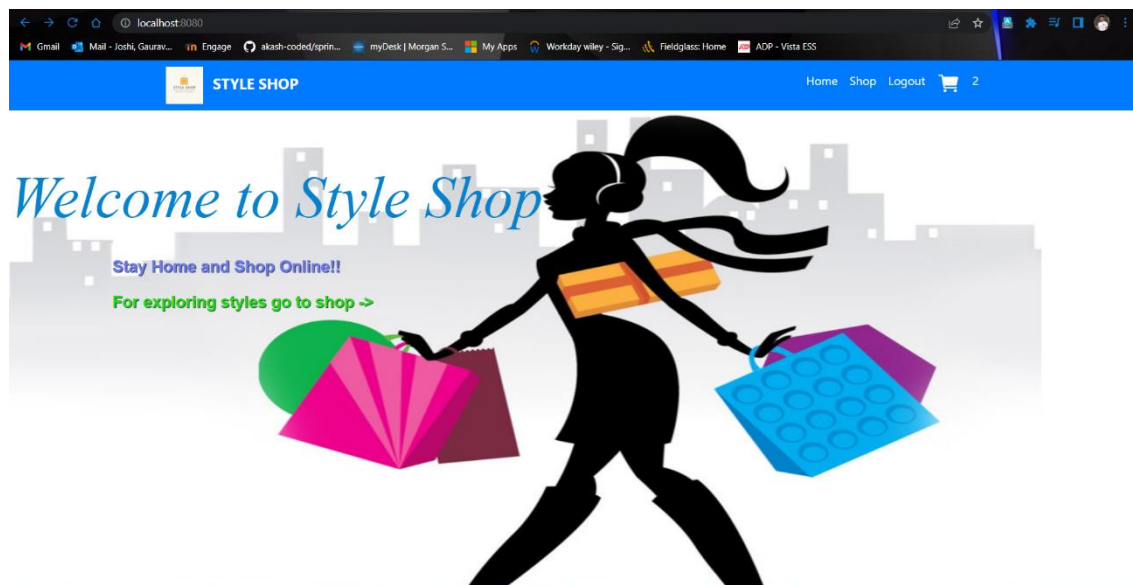 localhost:8080
Gmail Mail - Joshi, Gaurav... Engage akash-coded/sprin... myDesk | Morgan S... My Apps Workday wiley - Sig... Fieldglass: Home ADP - Vista ESS
STYLE SHOP Home Shop Logout 2
Welcome to Style Shop
Stay Home and Shop Online!!
For exploring styles go to shop ->